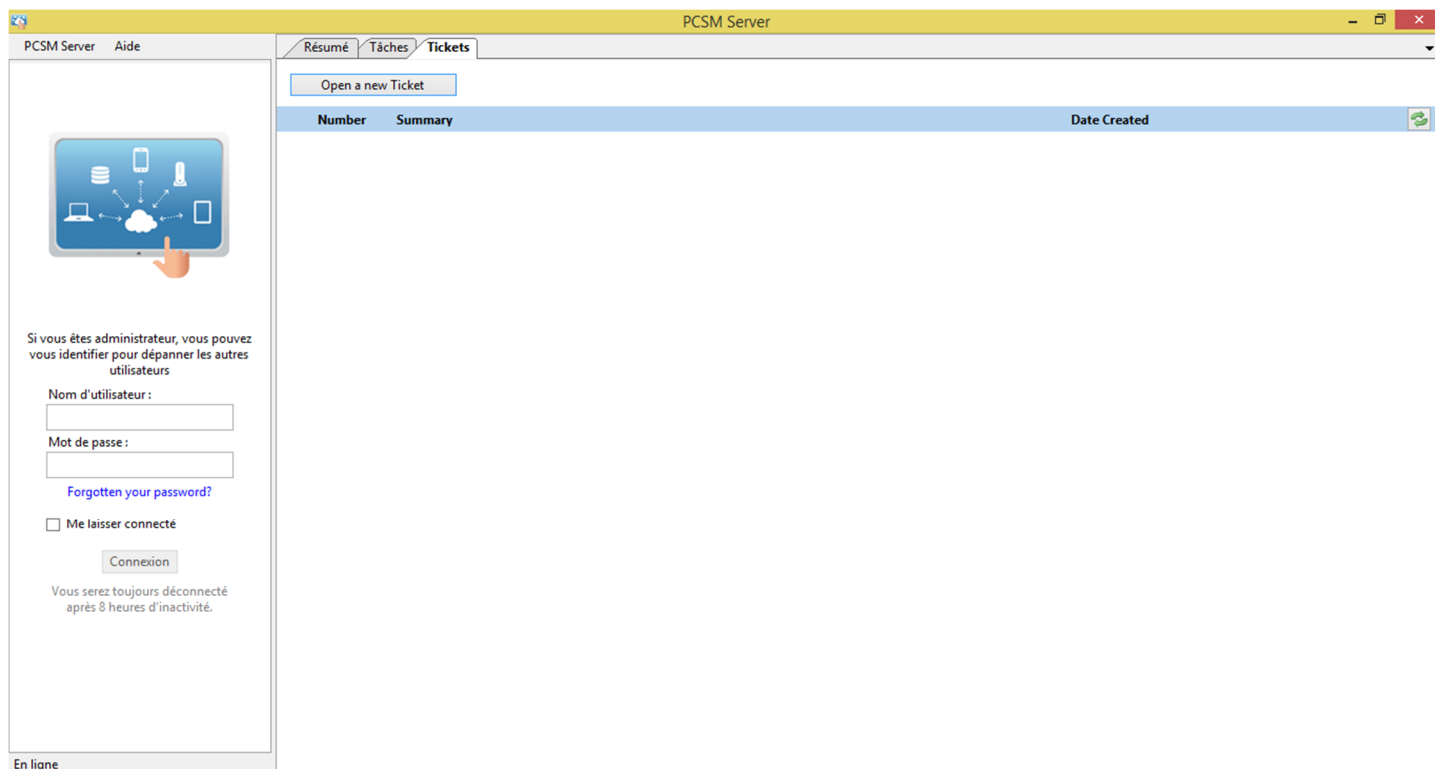 PCSM Server
PCSM Server Aide
Résumé Tâches Tickets
Open a new Ticket
Number Summary Date Created
Si vous êtes administrateur, vous pouvez
vous identifier pour dépanner les autres
utilisateurs
Nom d'utilisateur :
Mot de passe :
Forgotten your password?
Me laisser connecté
Connexion
Vous serez toujours déconnecté
après 8 heures d'inactivité.
En ligne